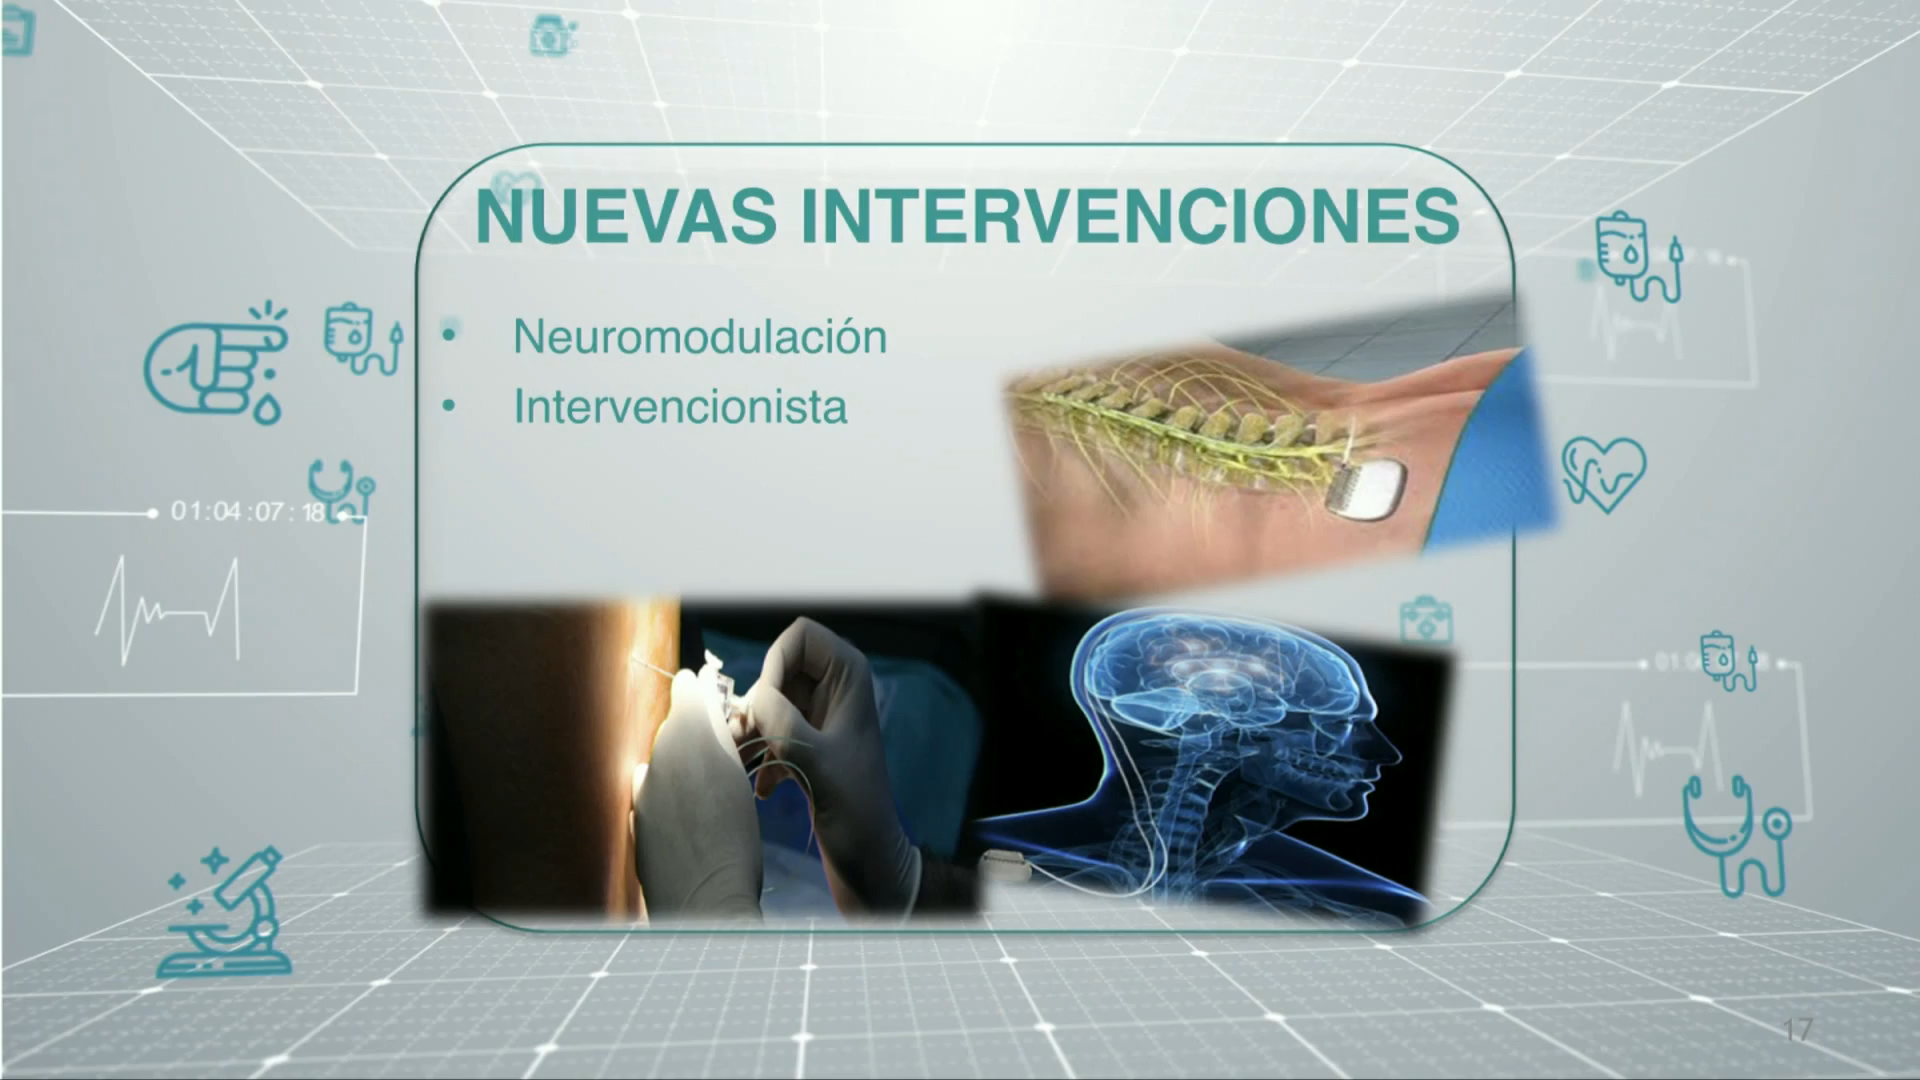 NUEVAS INTERVENCIONES
• Neuromodulación
• Intervencionista
01:04:07:18
17